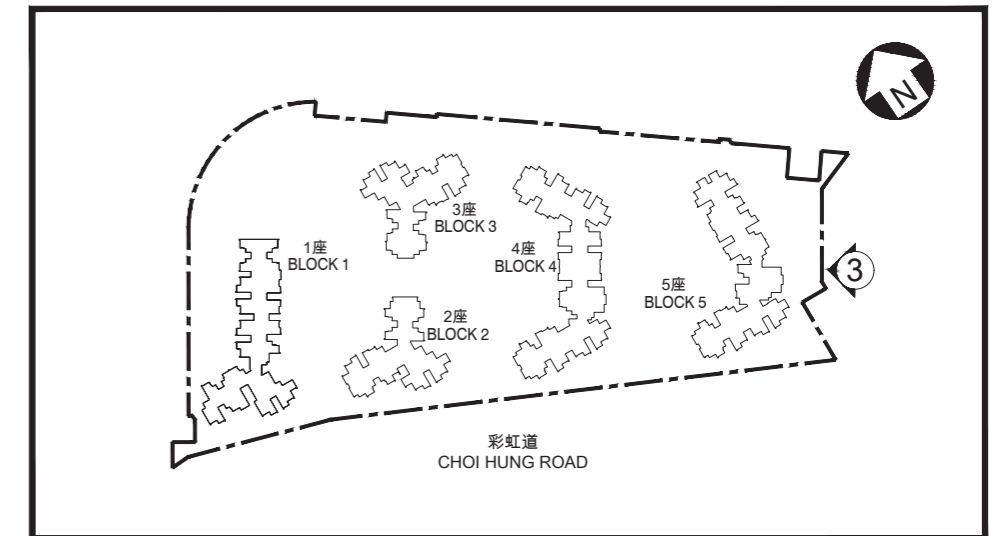 N
3座
BLOCK 3
1座
BLOCK 1
4座
BLOCK 4
3
5座
BLOCK 5
2座
BLOCK 2
彩虹道
CHOI HUNG ROAD